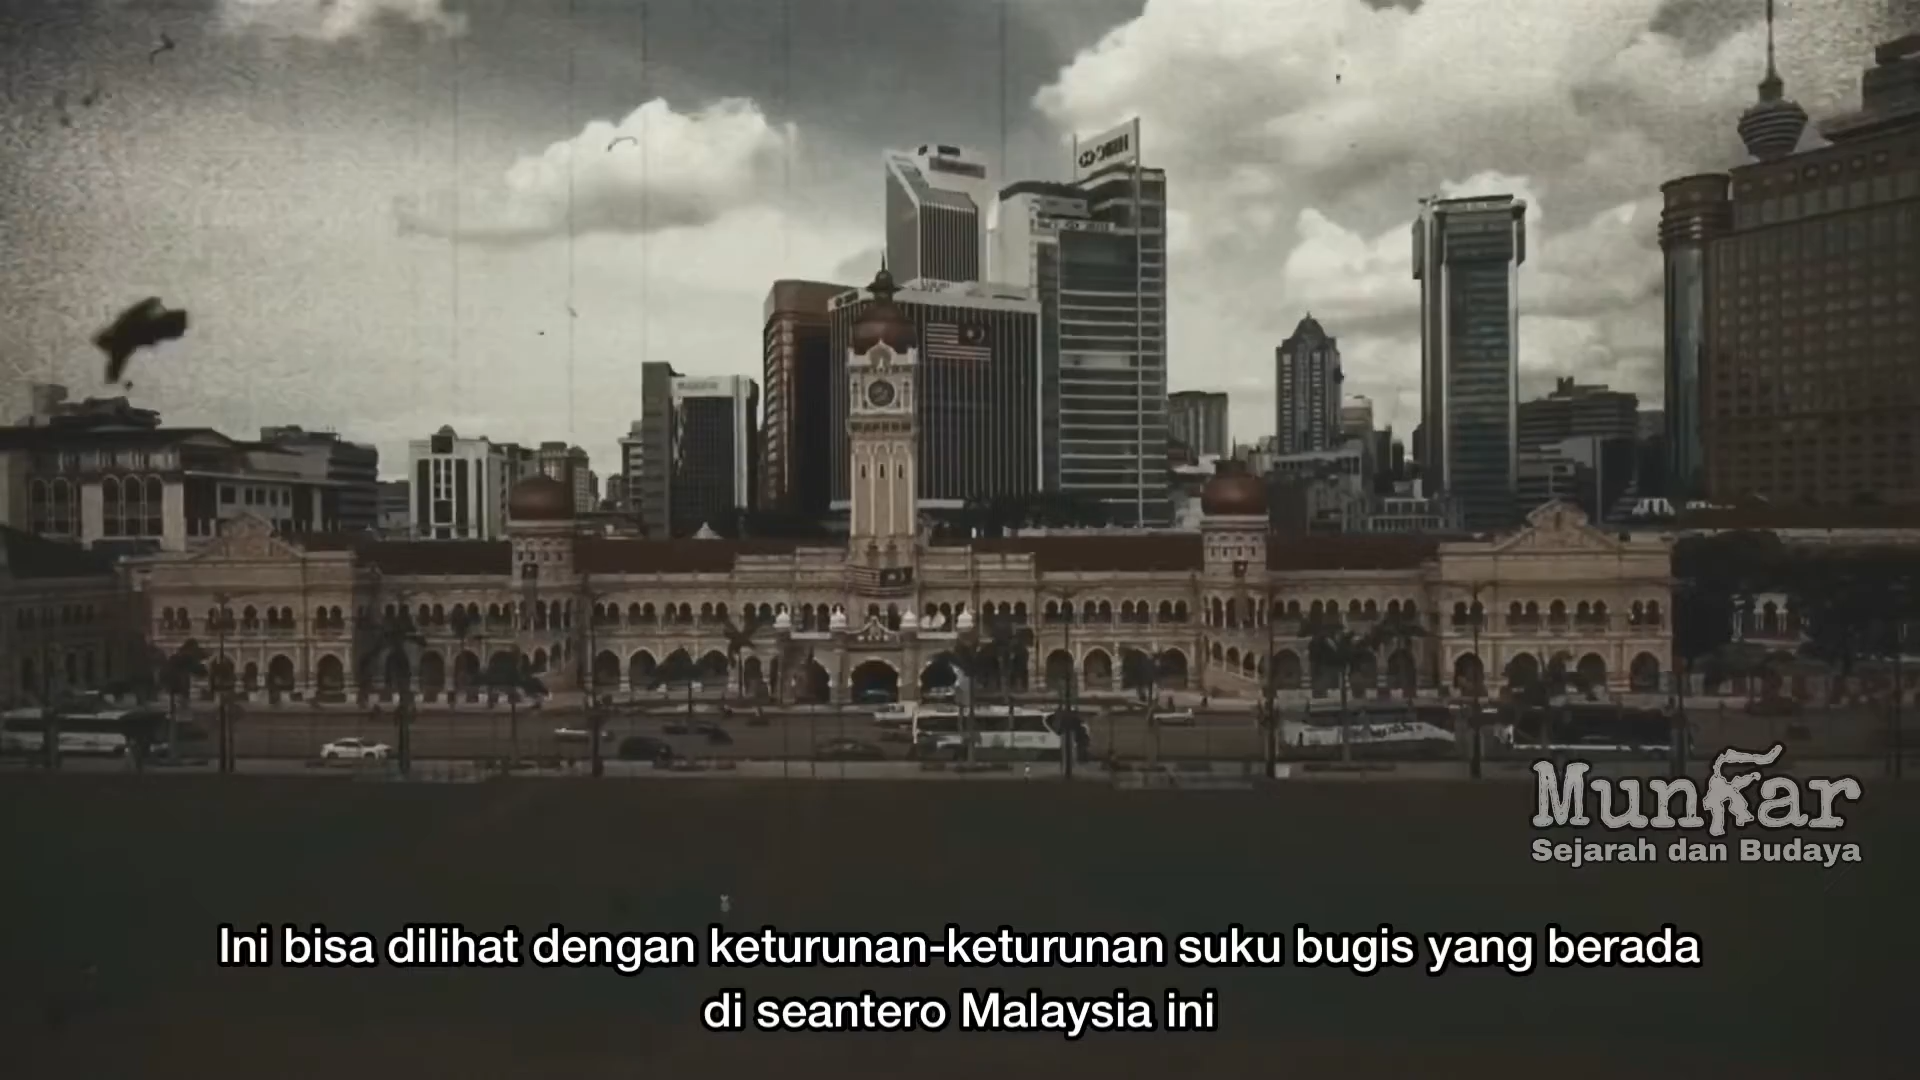 Munkar
Sejarah dan Budaya
Ini bisa dilihat dengan keturunan-keturunan suku bugis yang berada
di seantero Malaysia ini